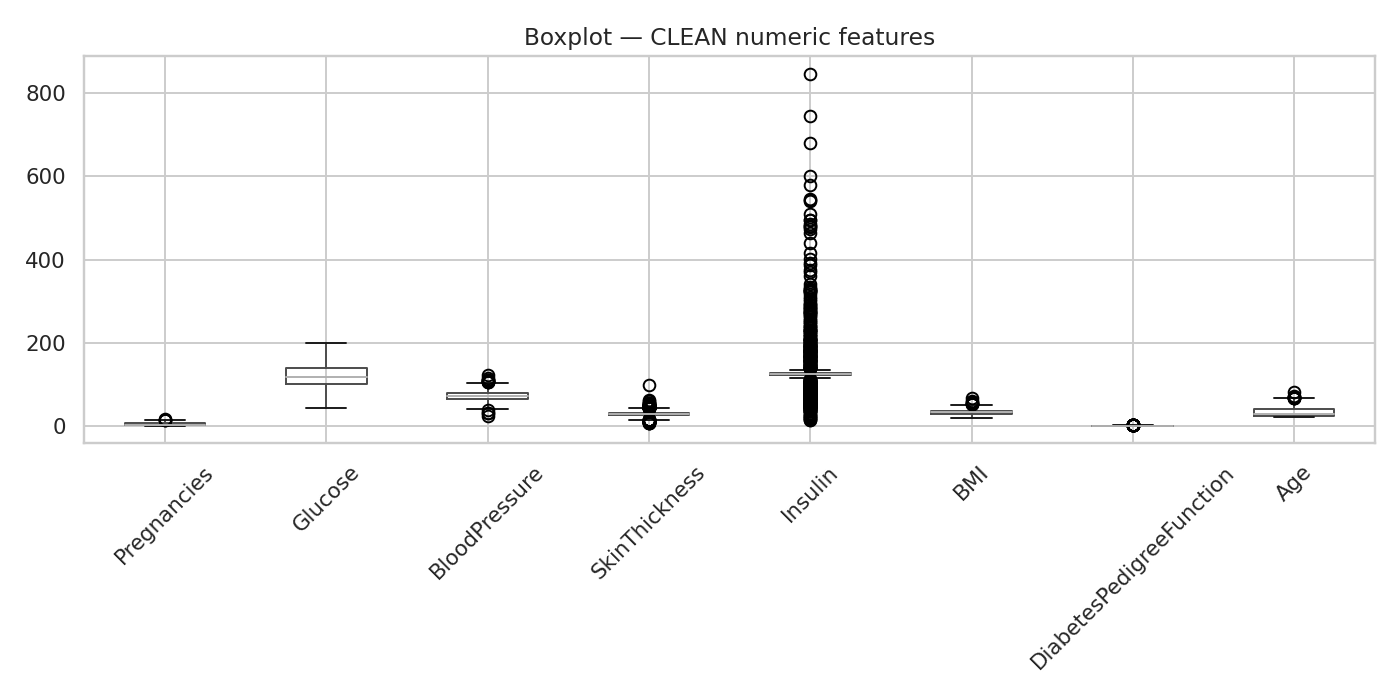 Boxplot — CLEAN numeric features
800
600
400
200
0
Pregnancies
Glucose
BloodPressure
SkinThickness
Insulin
BMI
DiabetesPedigreeFunction
Age